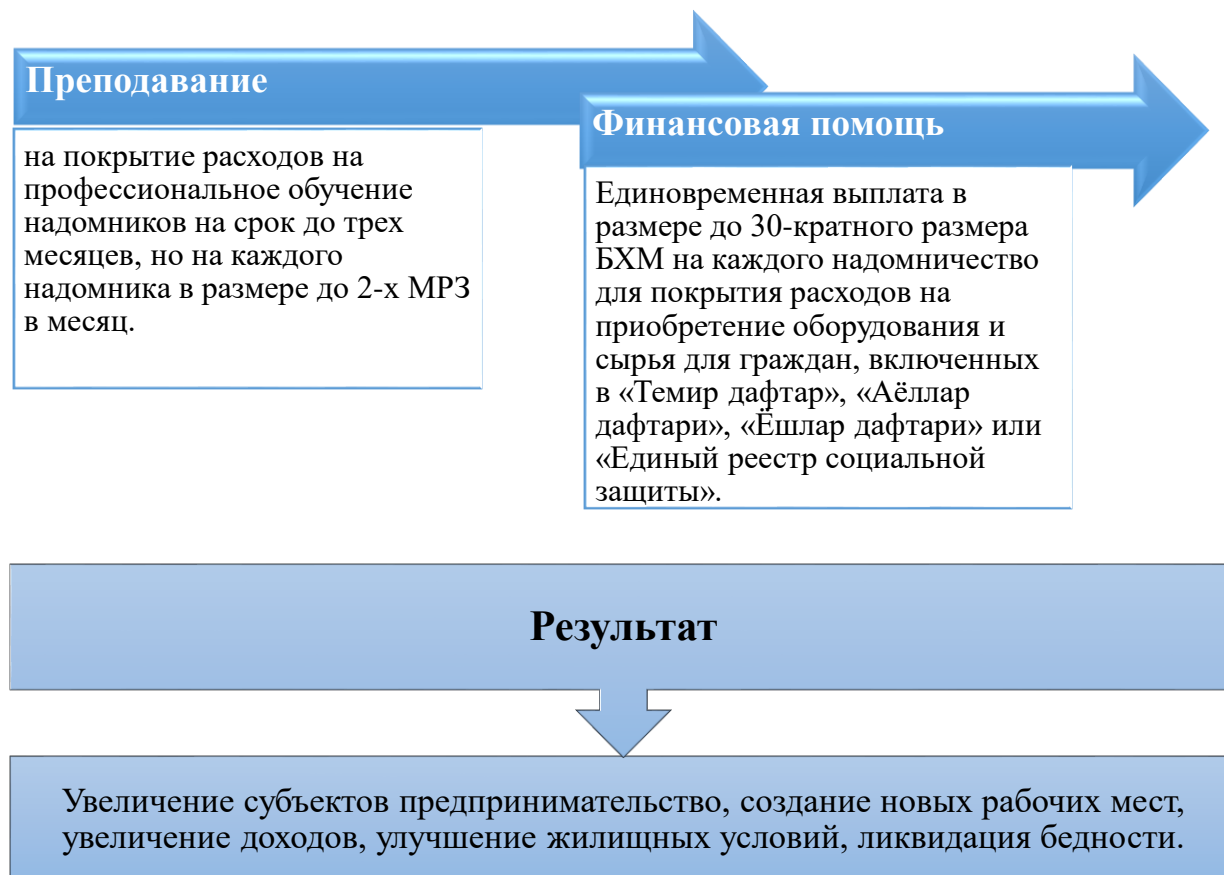 Преподавание
на покрытие расходов на
профессиональное обучение
надомников на срок до трех
месяцев, но на каждого
надомника в размере до 2-х МРЗ
в месяц.
Финансовая помощь
Единовременная выплата в
размере до 30-кратного размера
БХМ на каждого надомничество
для покрытия расходов на
приобретение оборудования и
сырья для граждан, включенных
в «Темир дафтар», «Аёллар
дафтари», «Ёшлар дафтари» или
«Единый реестр социальной
защиты».
Результат
Увеличение субъектов предпринимательство, создание новых рабочих мест,
увеличение доходов, улучшение жилищных условий, ликвидация бедности.